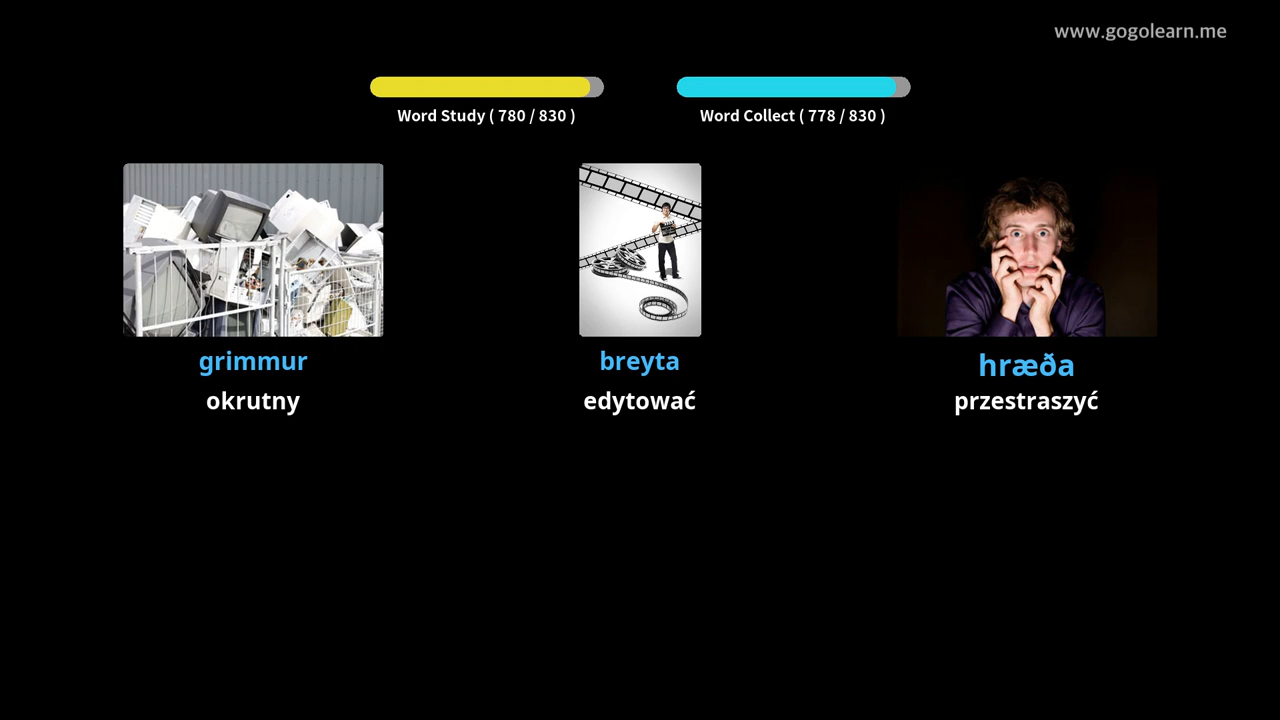 www.gogolearn.me
Word Study ( 780 / 830 )
Word Collect ( 778 / 830 )
grimmur
okrutny
breyta
edytować
hræða
przestraszyć